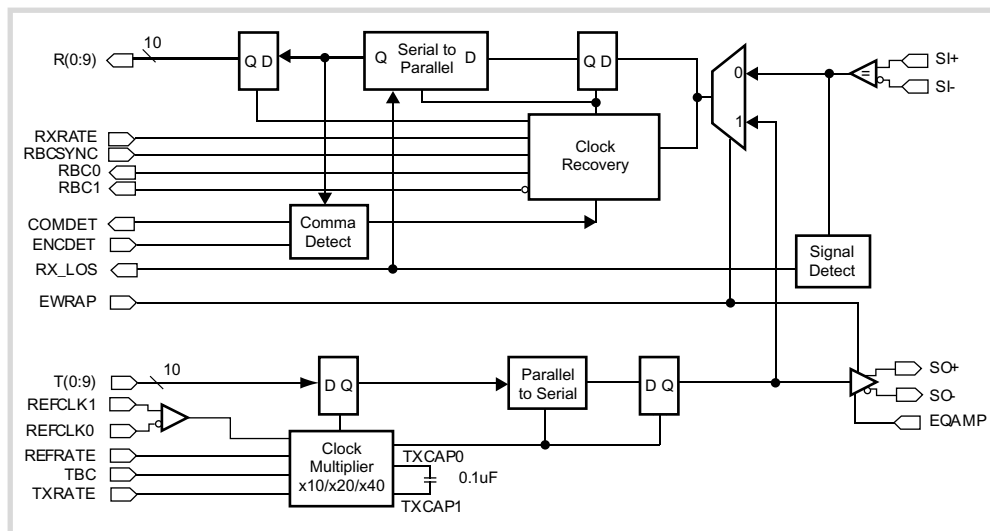 R(0:9)
10
Q D
Q
Serial to
Parallel
D
Q D
0
1
=
SI+
SI-
RXRATE
RBCSYNC
RBC0
RBC1
Clock
Recovery
COMDET
ENCDET
Comma
Detect
RX_LOS
Signal
Detect
EWRAP
T(0:9)
10
D Q
Parallel
to Serial
D Q
SO+
SO-
EQAMP
REFCLK1
REFCLK0
REFRATE
TBC
TXRATE
Clock
Multiplier
x10/x20/x40
TXCAP0
0.1uF
TXCAP1